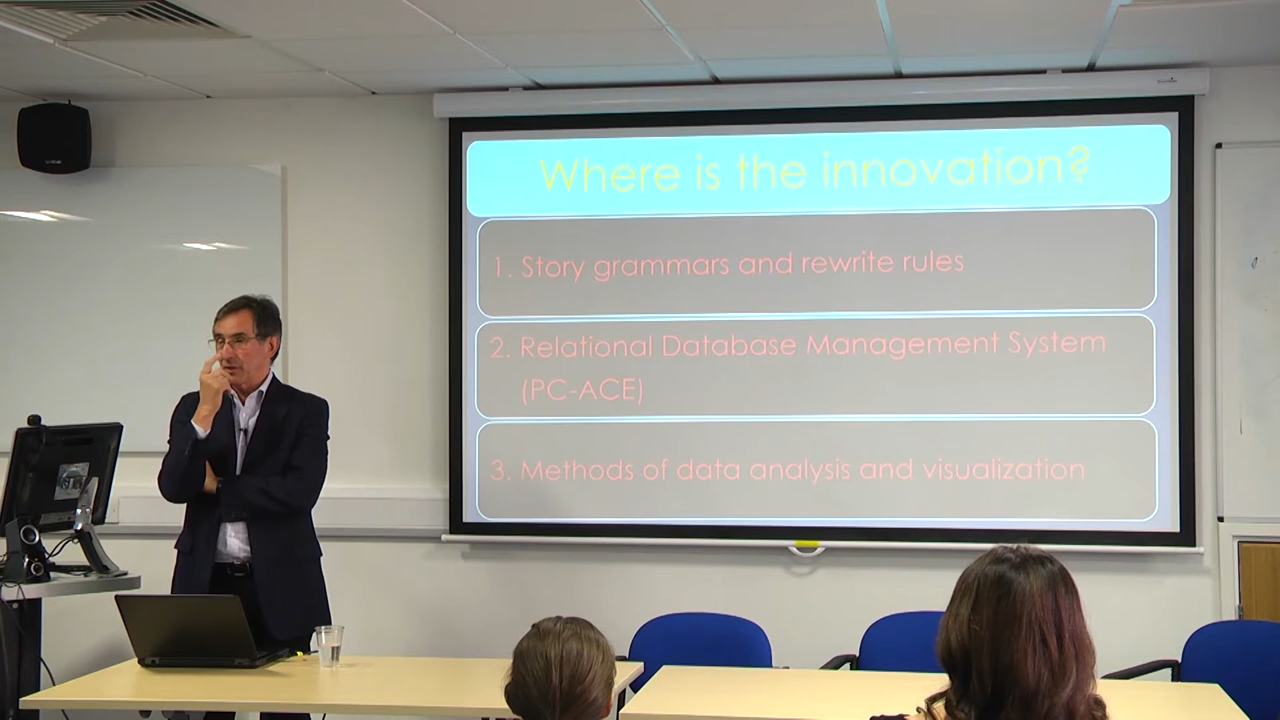 Where is the innovation?
1. Story grammars and rewrite rules
2. Relational Database Management System
(PC-ACE)
3. Methods of data analysis and visualization